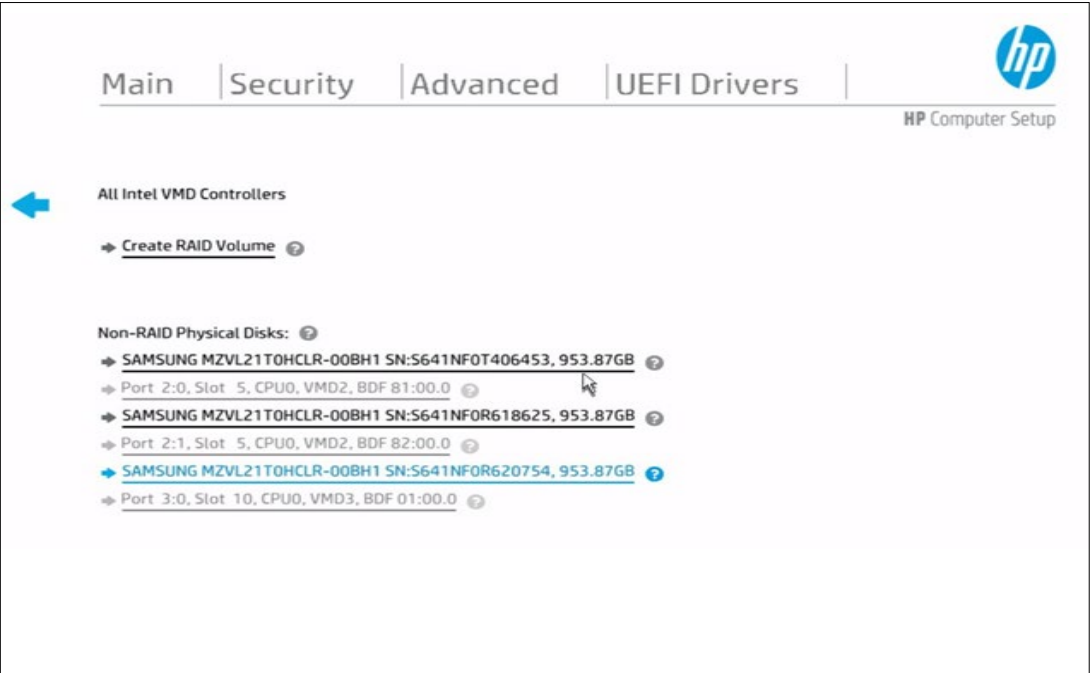 hp
Main Security Advanced UEFI Drivers
HP Computer Setup
All Intel VMD Controllers
Create RAID Volume ?
Non-RAID Physical Disks: ?
SAMSUNG MZVL21T0HCLR-00BH1 SN:S641NF0T406453, 953.87GB ?
Port 2:0, Slot 5, CPU0, VMD2, BDF 81:00.0 ?
SAMSUNG MZVL21T0HCLR-00BH1 SN:S641NF0R618625, 953.87GB ?
Port 2:1, Slot 5, CPU0, VMD2, BDF 82:00.0 ?
SAMSUNG MZVL21T0HCLR-00BH1 SN:S641NF0R620754, 953.87GB ?
Port 3:0, Slot 10, CPU0, VMD3, BDF 01:00.0 ?